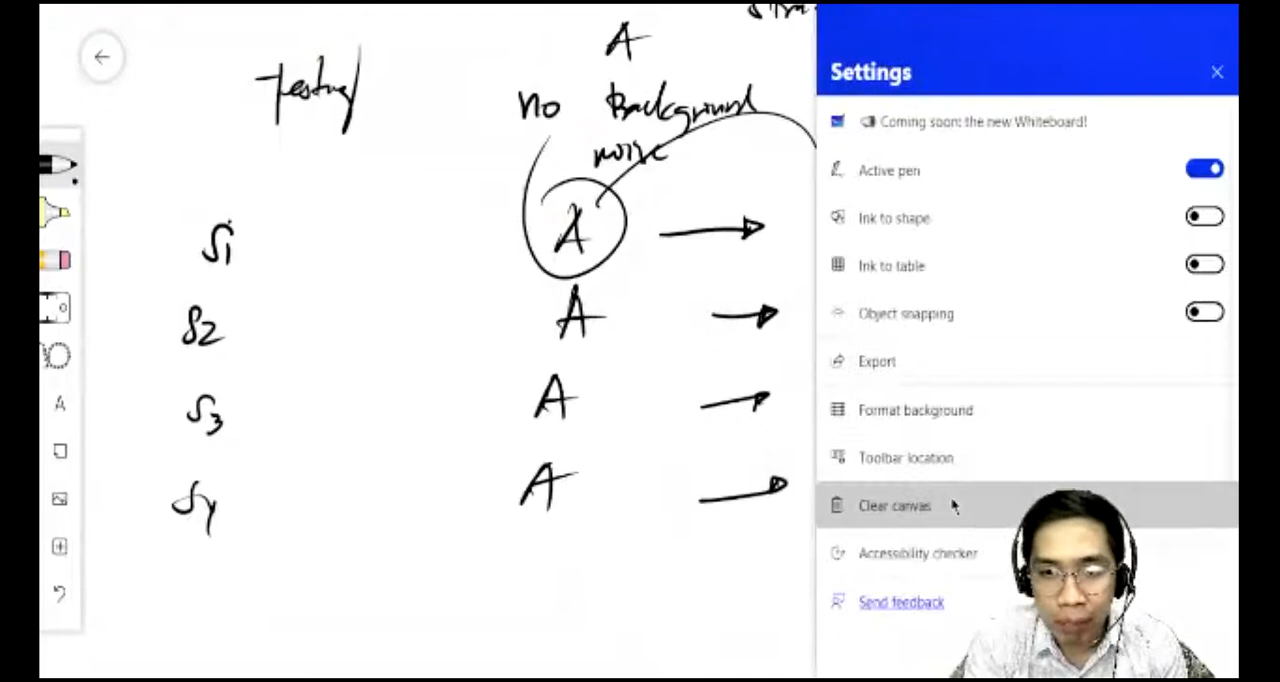 A
Testing
no Background
noise
S1 A
S2 A
S3 A
S4 A
A
Settings
Coming soon: the new Whiteboard!
Active pen
Ink to shape
Ink to table
Object snapping
Export
Format background
Toolbar location
Clear canvas
Accessibility checker
Send feedback